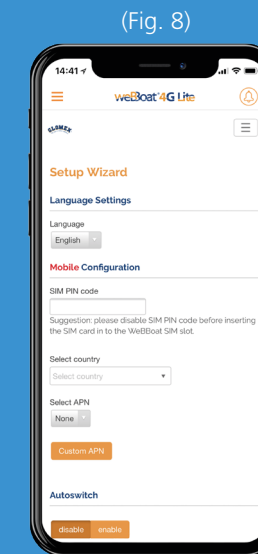 (Fig. 8)
14:41
weBBoat®4G Lite
GLOMEX
Setup Wizard
Language Settings
Language
English
Mobile Configuration
SIM PIN code
Suggestion: please disable SIM PIN code before inserting
the SIM card in to the WeBBoat SIM slot.
Select country
Select country
Select APN
None
Custom APN
Autoswitch
disable enable